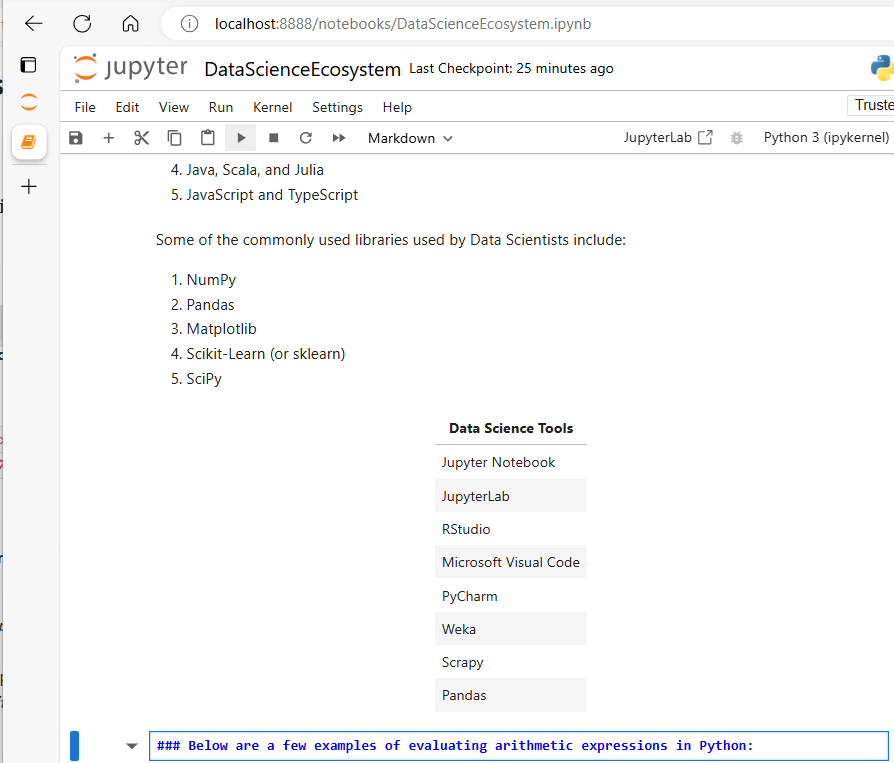 localhost:8888/notebooks/DataScienceEcosystem.ipynb
jupyter DataScienceEcosystem Last Checkpoint: 25 minutes ago
File Edit View Run Kernel Settings Help
Truste
Markdown JupyterLab Python 3 (ipykernel)
4. Java, Scala, and Julia
5. JavaScript and TypeScript
Some of the commonly used libraries used by Data Scientists include:
1. NumPy
2. Pandas
3. Matplotlib
4. Scikit-Learn (or sklearn)
5. SciPy
Data Science Tools
Jupyter Notebook
JupyterLab
RStudio
Microsoft Visual Code
PyCharm
Weka
Scrapy
Pandas
### Below are a few examples of evaluating arithmetic expressions in Python: